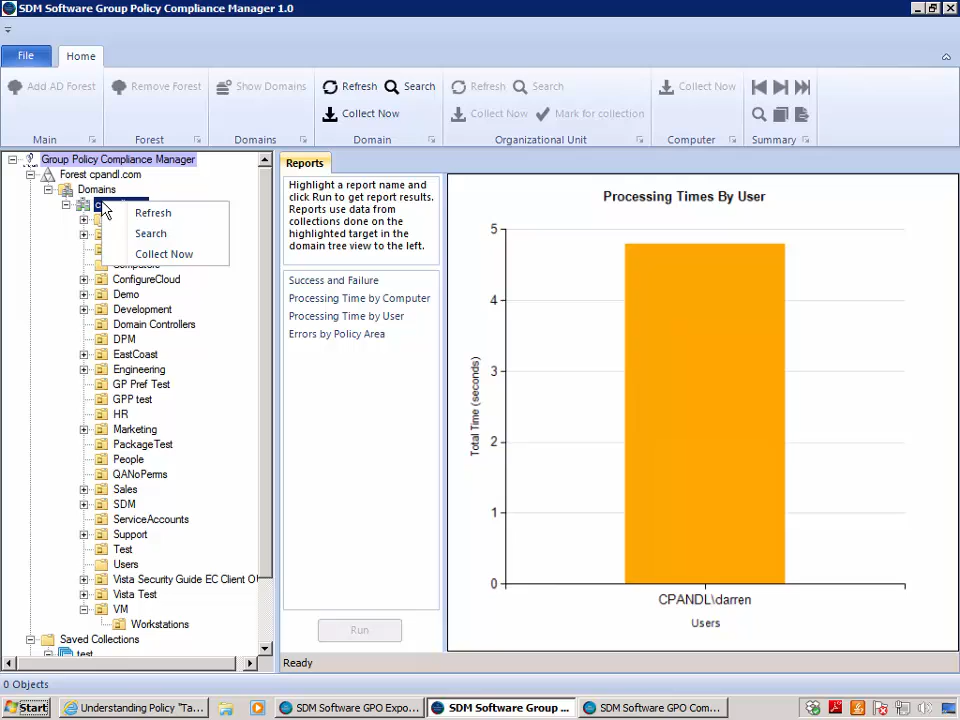 SDM Software Group Policy Compliance Manager 1.0
File
Home
Add AD Forest
Remove Forest
Show Domains
Refresh
Search
Refresh
Search
Collect Now
Collect Now
Collect Now
Mark for collection
Main
Forest
Domains
Domain
Organizational Unit
Computer
Summary
Group Policy Compliance Manager
Forest cpandl.com
Domains
Refresh
Search
Collect Now
ConfigureCloud
Demo
Development
Domain Controllers
DPM
EastCoast
Engineering
GP Pref Test
GPP test
HR
Marketing
PackageTest
People
QANoPerms
Sales
SDM
ServiceAccounts
Support
Test
Users
Vista Security Guide EC Client
Vista Test
VM
Workstations
Saved Collections
test
Reports
Highlight a report name and
click Run to get report results.
Reports use data from
collections done on the
highlighted target in the
domain tree view to the left.
Success and Failure
Processing Time by Computer
Processing Time by User
Errors by Policy Area
Run
Ready
Processing Times By User
Total Time (seconds)
5
4
3
2
1
0
CPANDL\darren
Users
0 Objects
Start
Understanding Policy "Ta...
SDM Software GPO Expo...
SDM Software Group ...
SDM Software GPO Com...